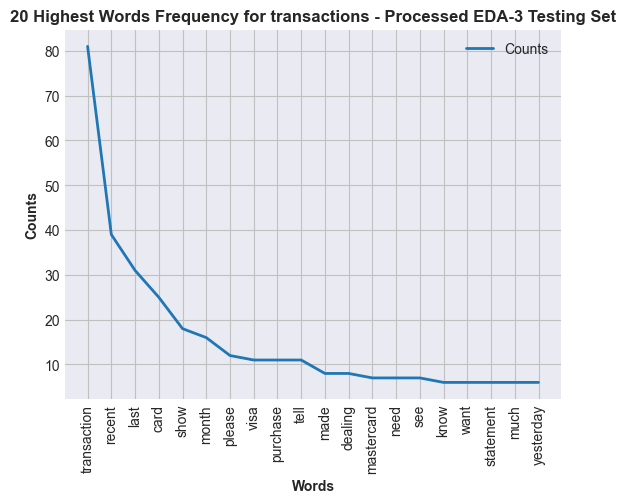 20 Highest Words Frequency for transactions - Processed EDA-3 Testing Set
Counts
80
70
60
50
40
30
20
10
Counts
transaction
recent
last
card
show
month
please
visa
purchase
tell
made
dealing
mastercard
need
see
know
want
statement
much
yesterday
Words